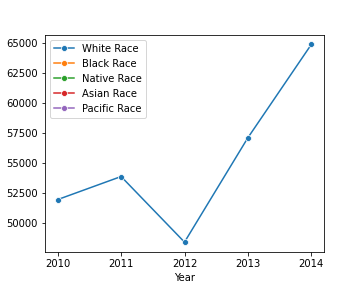 65000
62500
60000
57500
55000
52500
50000
White Race
Black Race
Native Race
Asian Race
Pacific Race
2010 2011 2012 2013 2014
Year